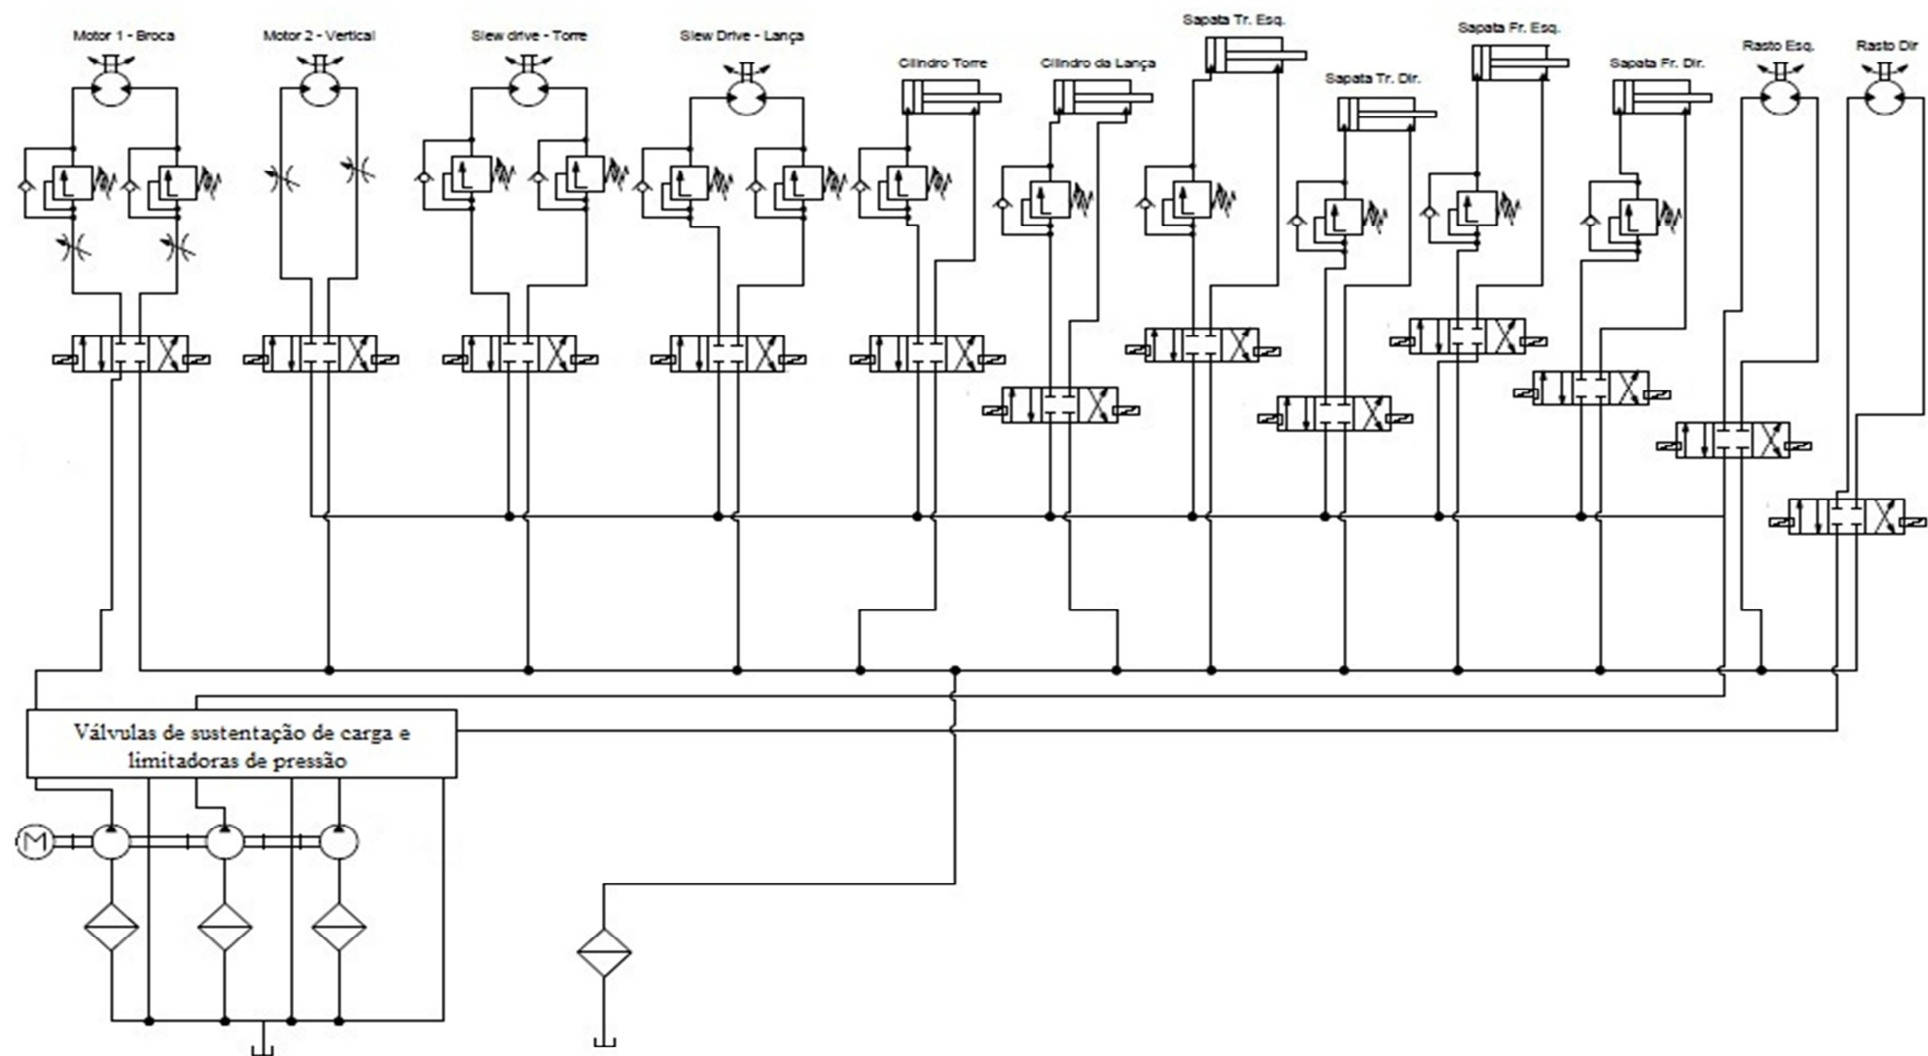 Motor 1 - Broca
Motor 2 - Vertical
Slew drive - Torre
Slew Drive - Lança
Cilindro Torre
Cilindro da Lança
Sapata Tr. Esq.
Sapata Tr. Dir.
Sapata Fr. Esq.
Sapata Fr. Dir.
Rasto Esq.
Rasto Dir
Válvulas de sustentação de carga e
limitadoras de pressão
M